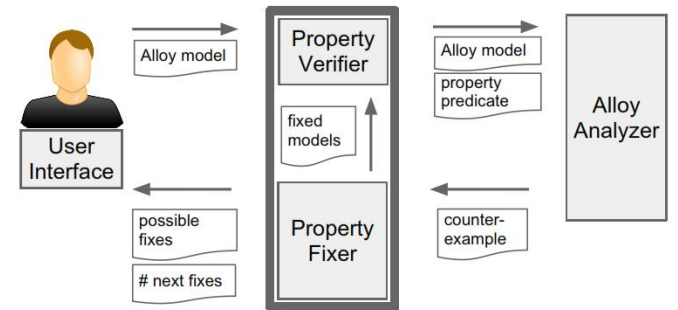 Alloy model
User
Interface
possible
fixes
# next fixes
Property
Verifier
fixed
models
Property
Fixer
Alloy model
property
predicate
counter-
example
Alloy
Analyzer